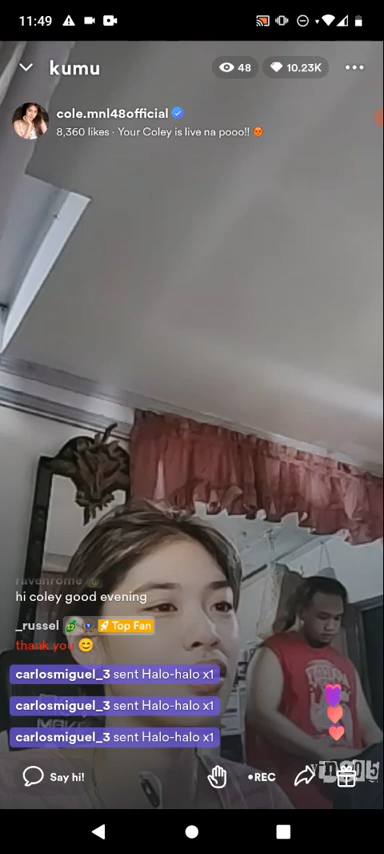 11:49
kumu
48
10.23K
cole.mnl48official
8,360 likes · Your Coley is live na pooo!! 😡
ravenrome
hi coley good evening
_russel Top Fan
thank you 😊
carlosmiguel_3 sent Halo-halo x1
carlosmiguel_3 sent Halo-halo x1
carlosmiguel_3 sent Halo-halo x1
Say hi!
•REC